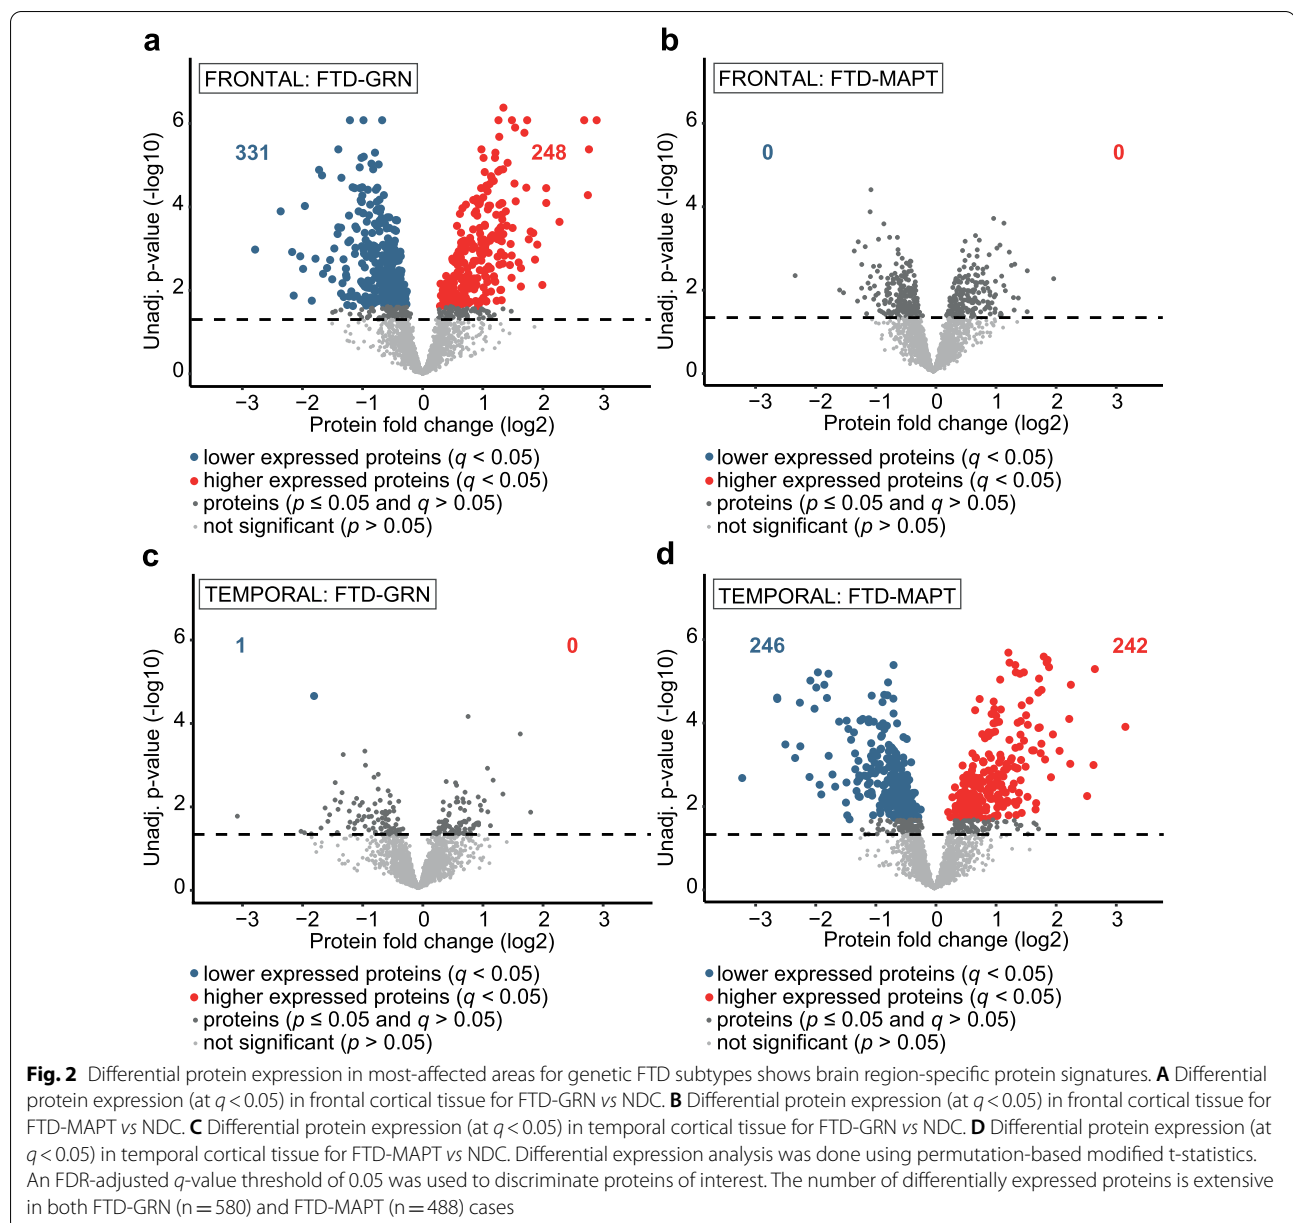 a
FRONTAL: FTD-GRN
331
248
6
4
2
0
Unadj. p-value (-log10)
−3 −2 −1 0 1 2 3
Protein fold change (log2)
lower expressed proteins (q < 0.05)
higher expressed proteins (q < 0.05)
proteins (p ≤ 0.05 and q > 0.05)
not significant (p > 0.05)
b
FRONTAL: FTD-MAPT
0
0
6
4
2
0
Unadj. p-value (-log10)
−3 −2 −1 0 1 2 3
Protein fold change (log2)
lower expressed proteins (q < 0.05)
higher expressed proteins (q < 0.05)
proteins (p ≤ 0.05 and q > 0.05)
not significant (p > 0.05)
c
TEMPORAL: FTD-GRN
1
0
6
4
2
0
Unadj. p-value (-log10)
−3 −2 −1 0 1 2 3
Protein fold change (log2)
lower expressed proteins (q < 0.05)
higher expressed proteins (q < 0.05)
proteins (p ≤ 0.05 and q > 0.05)
not significant (p > 0.05)
d
TEMPORAL: FTD-MAPT
246
242
6
4
2
0
Unadj. p-value (-log10)
−3 −2 −1 0 1 2 3
Protein fold change (log2)
lower expressed proteins (q < 0.05)
higher expressed proteins (q < 0.05)
proteins (p ≤ 0.05 and q > 0.05)
not significant (p > 0.05)
Fig. 2 Differential protein expression in most-affected areas for genetic FTD subtypes shows brain region-specific protein signatures. A Differential
protein expression (at q < 0.05) in frontal cortical tissue for FTD-GRN vs NDC. B Differential protein expression (at q < 0.05) in frontal cortical tissue for
FTD-MAPT vs NDC. C Differential protein expression (at q < 0.05) in temporal cortical tissue for FTD-GRN vs NDC. D Differential protein expression (at
q < 0.05) in temporal cortical tissue for FTD-MAPT vs NDC. Differential expression analysis was done using permutation-based modified t-statistics.
An FDR-adjusted q-value threshold of 0.05 was used to discriminate proteins of interest. The number of differentially expressed proteins is extensive
in both FTD-GRN (n = 580) and FTD-MAPT (n = 488) cases